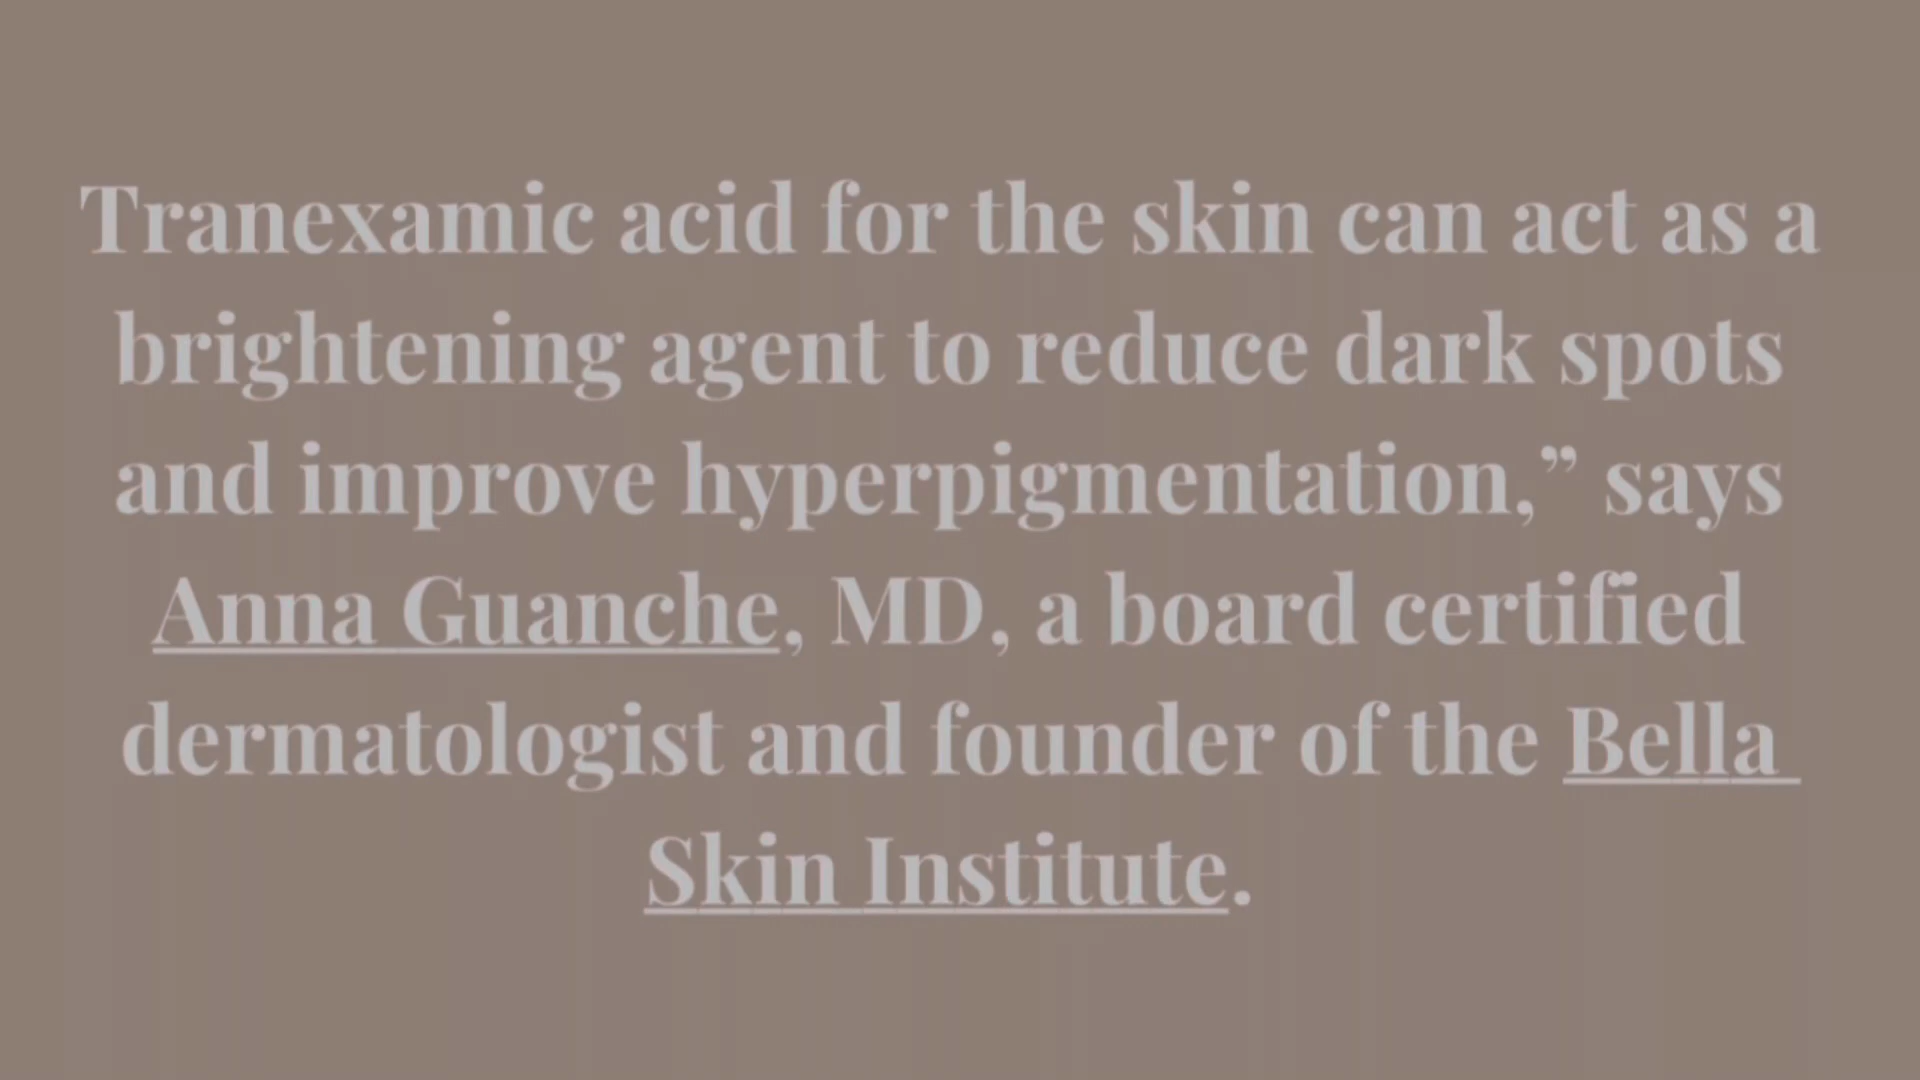 Tranexamic acid for the skin can act as a
brightening agent to reduce dark spots
and improve hyperpigmentation,” says
Anna Guanche, MD, a board certified
dermatologist and founder of the Bella
Skin Institute.